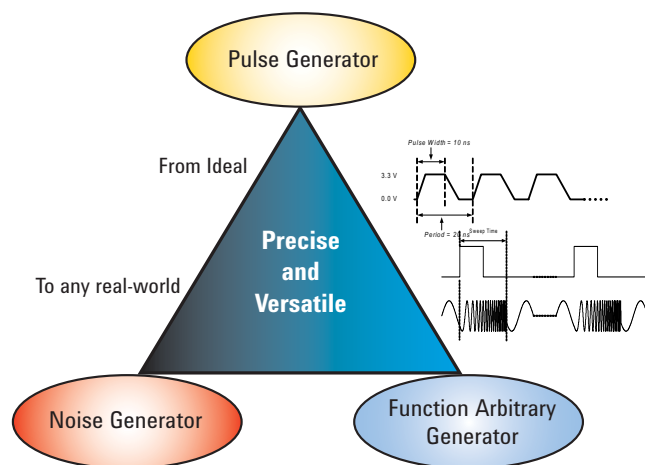 Pulse Generator
From Ideal
Pulse Width = 10 ns
3.3 V
0.0 V
Period = 20 ns
Sweep Time
Precise
and
Versatile
To any real-world
Noise Generator
Function Arbitrary
Generator